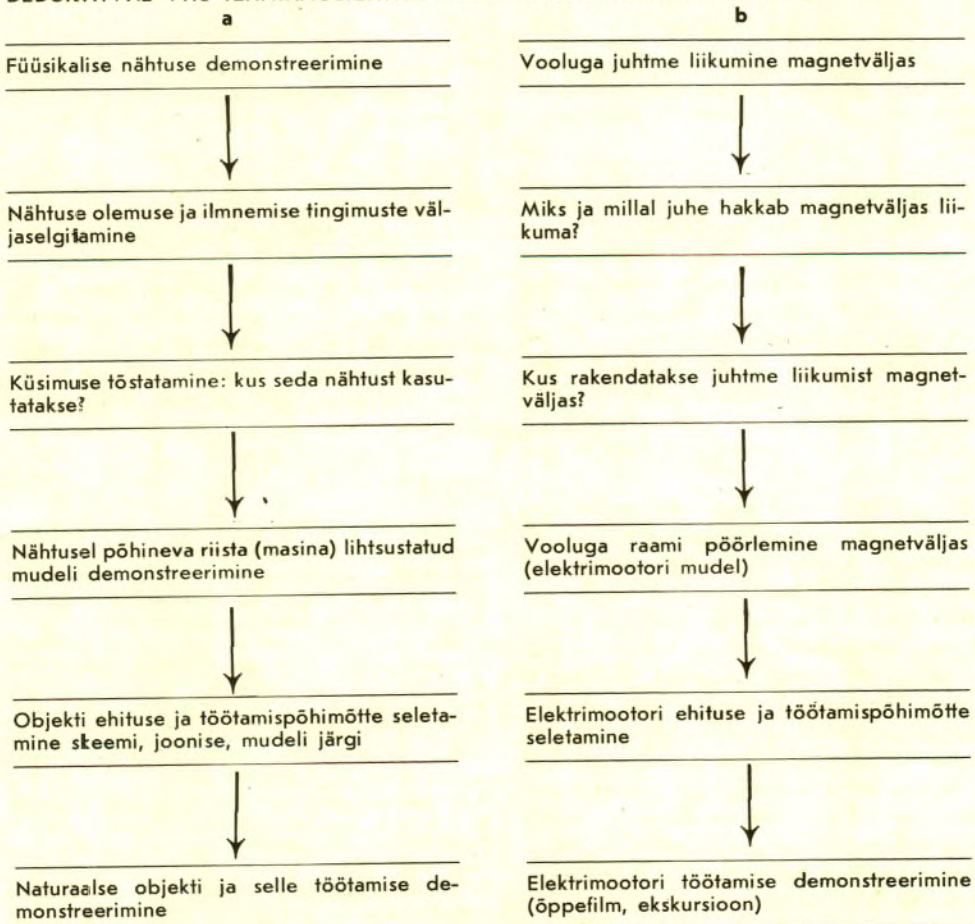 a
Füüsikalise nähtuse demonstreerimine
Nähtuse olemuse ja ilmnemise tingimuste väl-
jaselgitamine
Küsimuse tõstatamine: kus seda nähtust kasu-
tatakse?
Nähtusel põhineva riista (masina) lihtsustatud
mudeli demonstreerimine
Objekti ehituse ja töötamispõhimõtte seleta-
mine skeemi, joonise, mudeli järgi
Naturaalse objekti ja selle töötamise de-
monstreerimine
b
Vooluga juhtme liikumine magnetväljas
Miks ja millal juhe hakkab magnetväljas lii-
kuma?
Kus rakendatakse juhtme liikumist magnet-
väljas?
Vooluga raami pöörlemine magnetväljas
(elektrimootori mudel)
Elektrimootori ehituse ja töötamispõhimõtte
seletamine
Elektrimootori töötamise demonstreerimine
(õppefilm, ekskursioon)